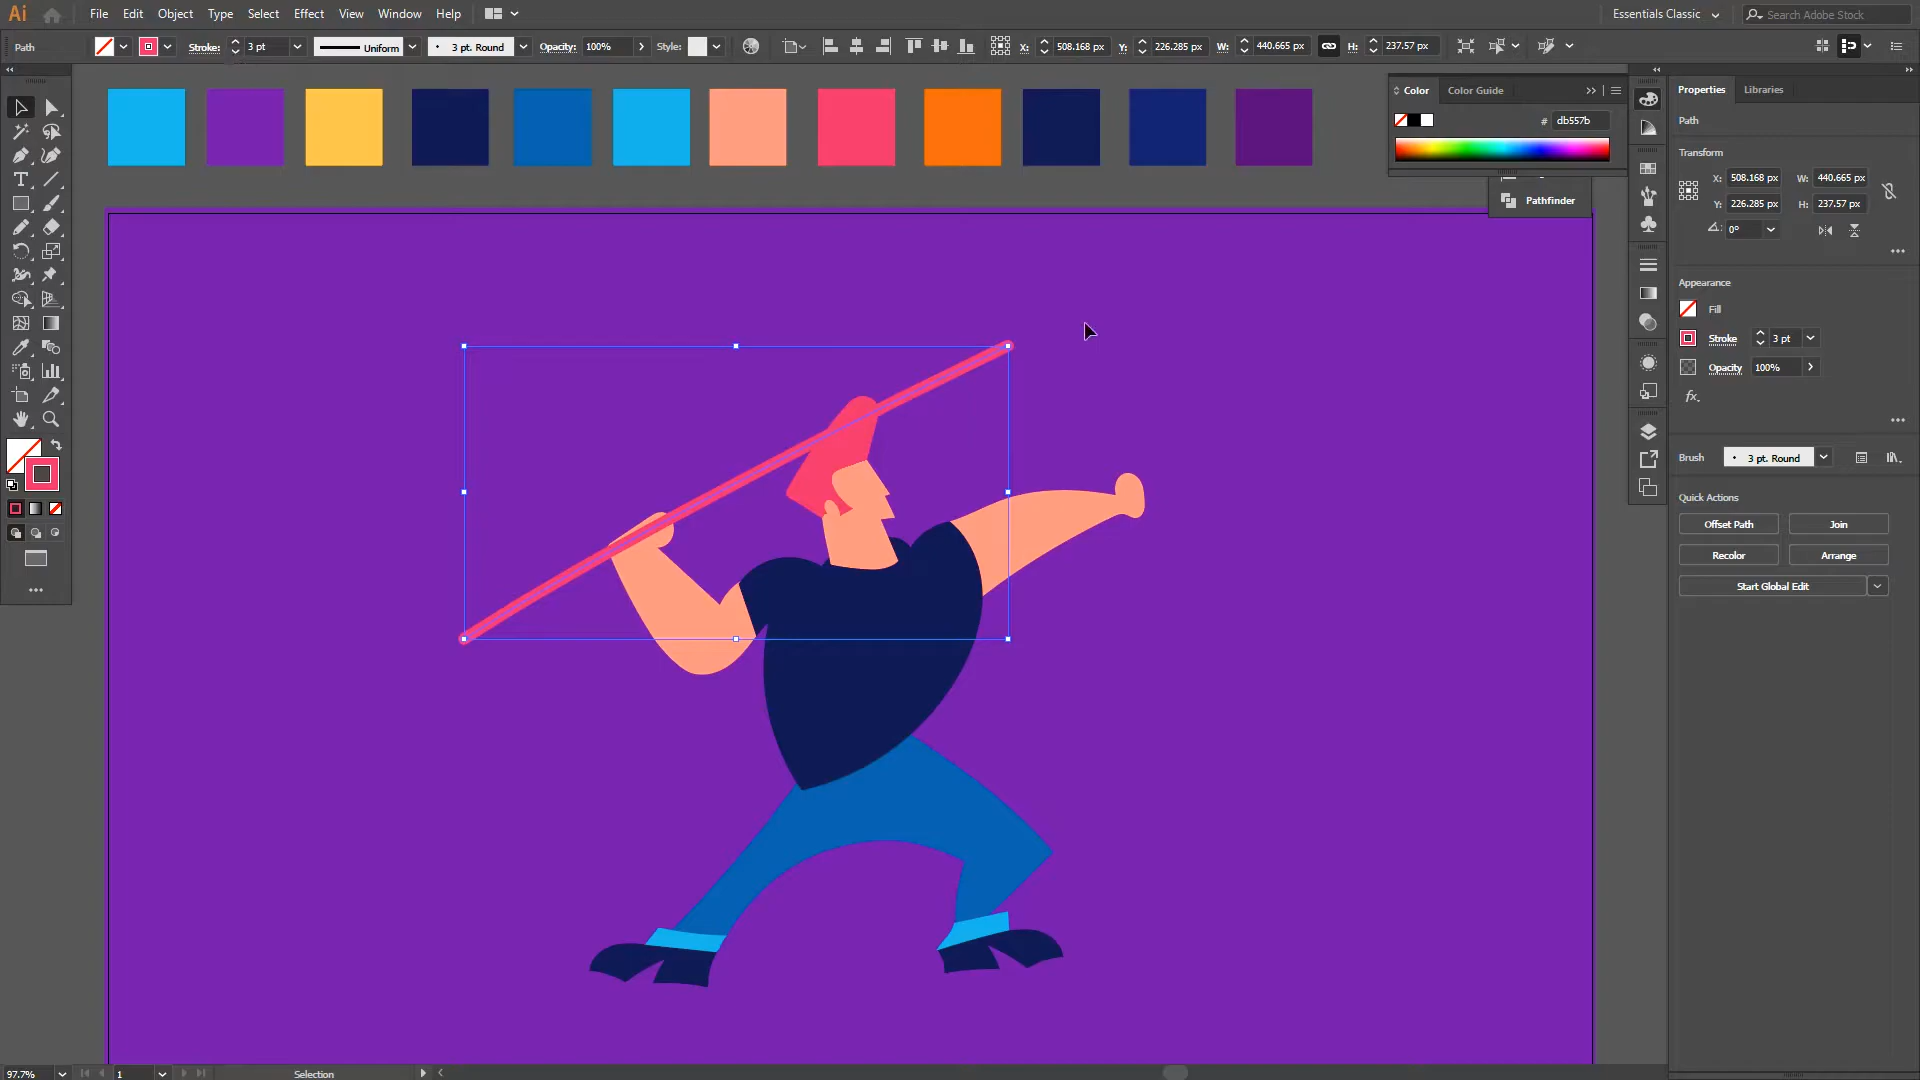 Ai File Edit Object Type Select Effect View Window Help Essentials Classic Search Adobe Stock
Path Stroke: 3 pt Uniform • 3 pt. Round Opacity: 100% Style: X: 508.168 px Y: 226.285 px W: 440.665 px H: 237.57 px
Color Color Guide
# db557b
Pathfinder
Properties Libraries
Path
Transform
X: 508.168 px W: 440.665 px
Y: 226.285 px H: 237.57 px
0°
Appearance
Fill
Stroke 3 pt
Opacity 100%
fx.
Brush • 3 pt. Round
Quick Actions
Offset Path Join
Recolor Arrange
Start Global Edit
97.7% 1 Selection